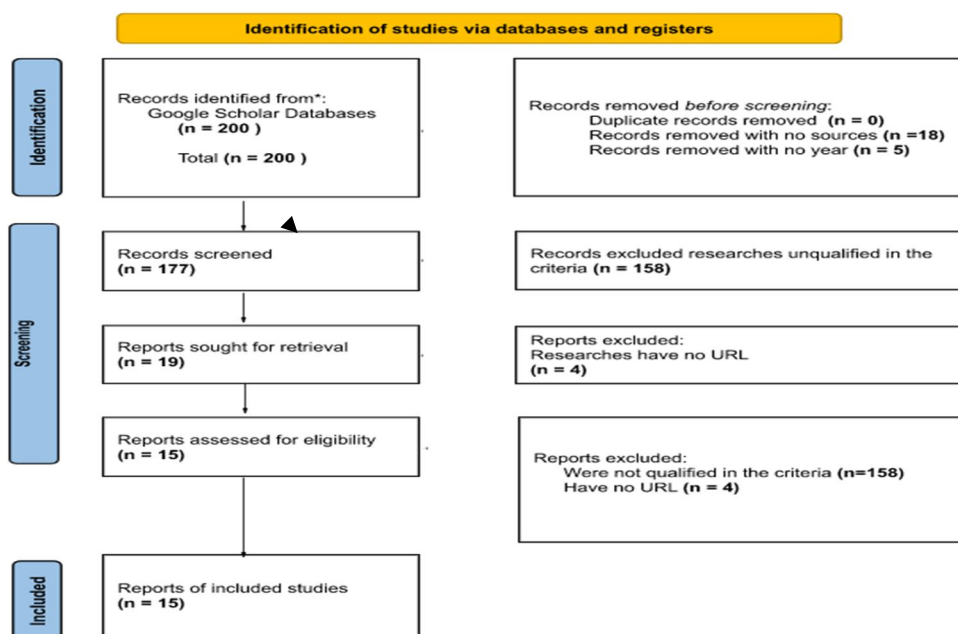 Identification of studies via databases and registers
Identification
Records identified from*:
Google Scholar Databases
(n = 200 )
Total (n = 200 )
Records removed before screening:
Duplicate records removed (n = 0)
Records removed with no sources (n =18)
Records removed with no year (n = 5)
Screening
Records screened
(n = 177)
Records excluded researches unqualified in the
criteria (n = 158)
Reports sought for retrieval
(n = 19)
Reports excluded:
Researches have no URL
(n = 4)
Reports assessed for eligibility
(n = 15)
Reports excluded:
Were not qualified in the criteria (n=158)
Have no URL (n = 4)
Included
Reports of included studies
(n = 15)